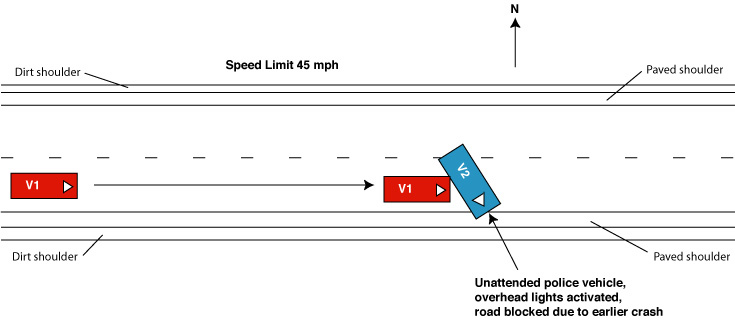 N
Speed Limit 45 mph
Dirt shoulder
Paved shoulder
V1
V1
V2
Dirt shoulder
Paved shoulder
Unattended police vehicle,
overhead lights activated,
road blocked due to earlier crash